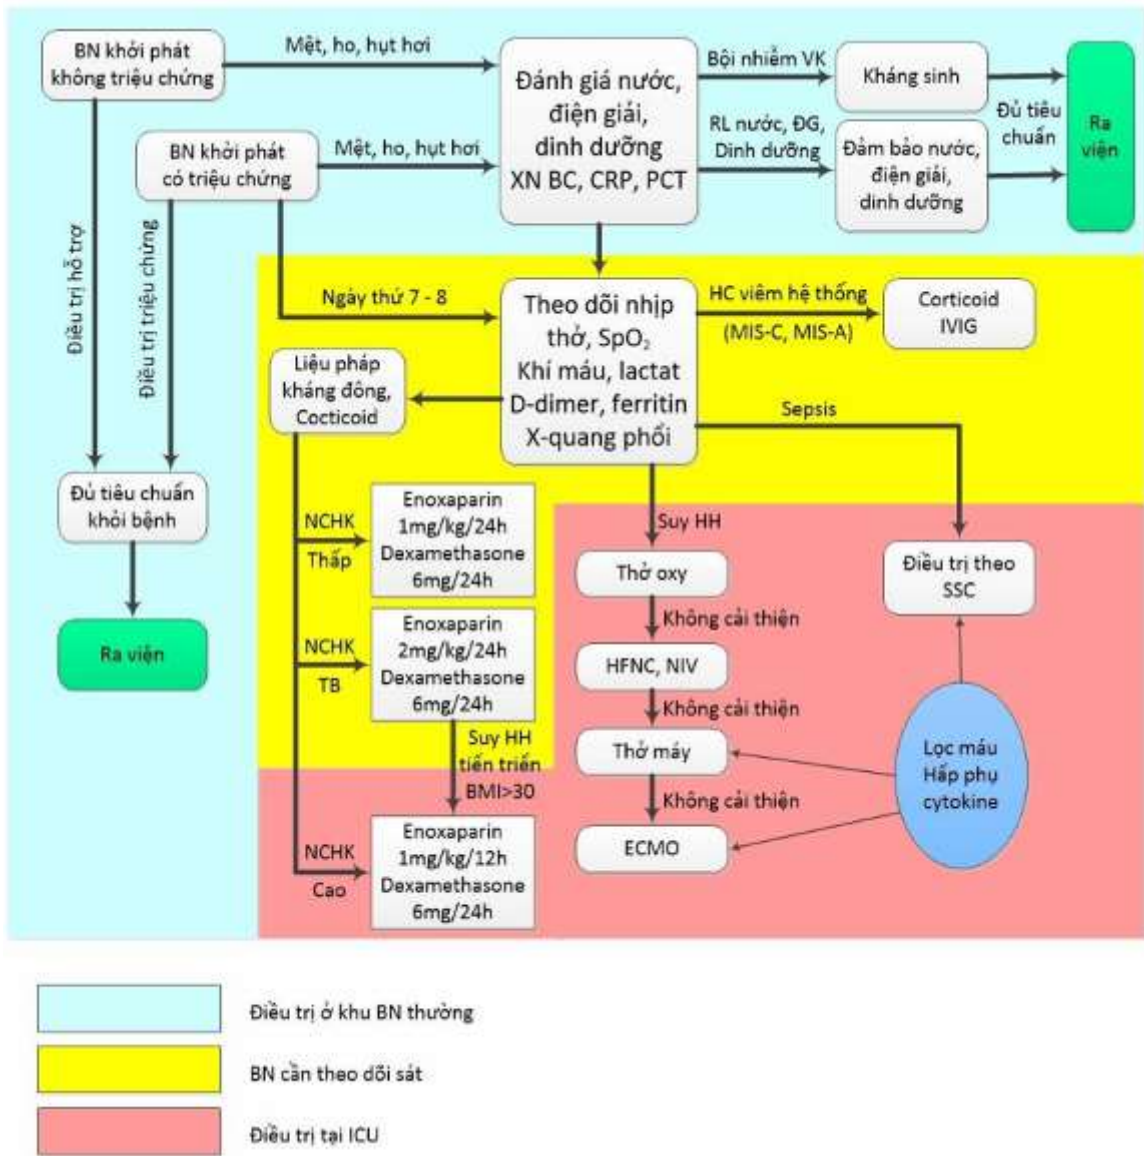 BN khởi phát
không triệu chứng
Mệt, ho, hụt hơi
Đánh giá nước,
điện giải,
dinh dưỡng
XN BC, CRP, PCT
Bội nhiễm VK
Kháng sinh
Đủ tiêu
chuẩn
Ra
viện
BN khởi phát
có triệu chứng
Mệt, ho, hụt hơi
RL nước, ĐG,
Dinh dưỡng
Đảm bảo nước,
điện giải,
dinh dưỡng
Điều trị hỗ trợ
Điều trị triệu chứng
Ngày thứ 7 - 8
Theo dõi nhịp
thở, SpO₂
Khí máu, lactat
D-dimer, ferritin
X-quang phổi
HC viêm hệ thống
(MIS-C, MIS-A)
Corticoid
IVIG
Liệu pháp
kháng đông,
Cocticoid
Sepsis
Đủ tiêu chuẩn
khỏi bệnh
Ra viện
NCHK
Thấp
Enoxaparin
1mg/kg/24h
Dexamethasone
6mg/24h
NCHK
TB
Enoxaparin
2mg/kg/24h
Dexamethasone
6mg/24h
Suy HH
tiến triển
BMI>30
NCHK
Cao
Enoxaparin
1mg/kg/12h
Dexamethasone
6mg/24h
Suy HH
Thở oxy
Không cải thiện
HFNC, NIV
Không cải thiện
Thở máy
Không cải thiện
ECMO
Điều trị theo
SSC
Lọc máu
Hấp phụ
cytokine
Điều trị ở khu BN thường
BN cần theo dõi sát
Điều trị tại ICU